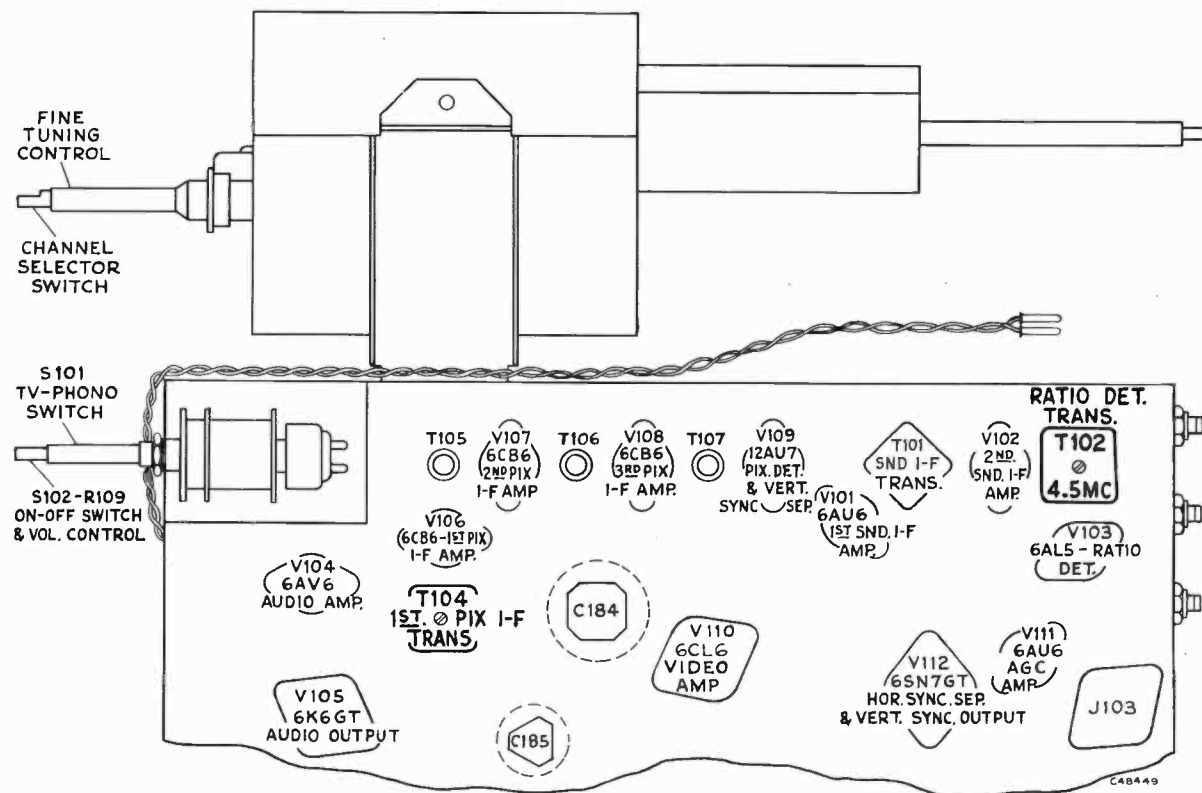 FINE
TUNING
CONTROL
CHANNEL
SELECTOR
SWITCH
S101
TV-PHONO
SWITCH
S102-R109
ON-OFF SWITCH
& VOL. CONTROL
T105
V107
6CB6
2ND PIX
I-F AMP
T106
V108
6CB6
3RD PIX
I-F AMP.
T107
V109
12AU7
PIX. DET.
& VERT.
SYNC SEP.
T101
SND I-F
TRANS.
V102
2ND
SND. I-F
AMP.
RATIO DET.
TRANS.
T102
4.5MC
V101
6AU6
1ST SND. I-F
AMP.
V103
6AL5-RATIO
DET.
V106
6CB6-1ST PIX
I-F AMP.
V104
6AV6
AUDIO AMP.
T104
1ST. PIX I-F
TRANS
C184
V110
6CL6
VIDEO
AMP
V112
6SN7GT
HOR. SYNC. SEP.
& VERT. SYNC. OUTPUT
V111
6AU6
AGC
AMP.
J103
V105
6K6GT
AUDIO OUTPUT
C185
C48449